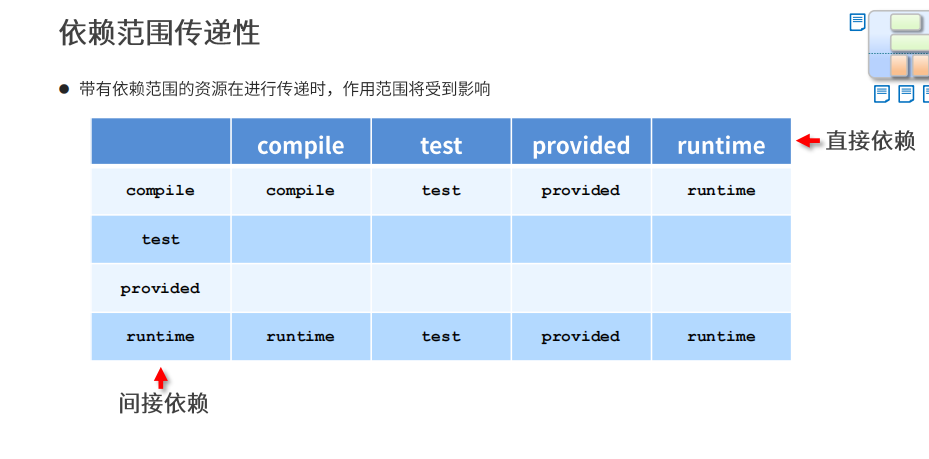 依赖范围传递性
● 带有依赖范围的资源在进行传递时，作用范围将受到影响
compile test provided runtime
直接依赖
compile compile test provided runtime
test
provided
runtime runtime test provided runtime
间接依赖